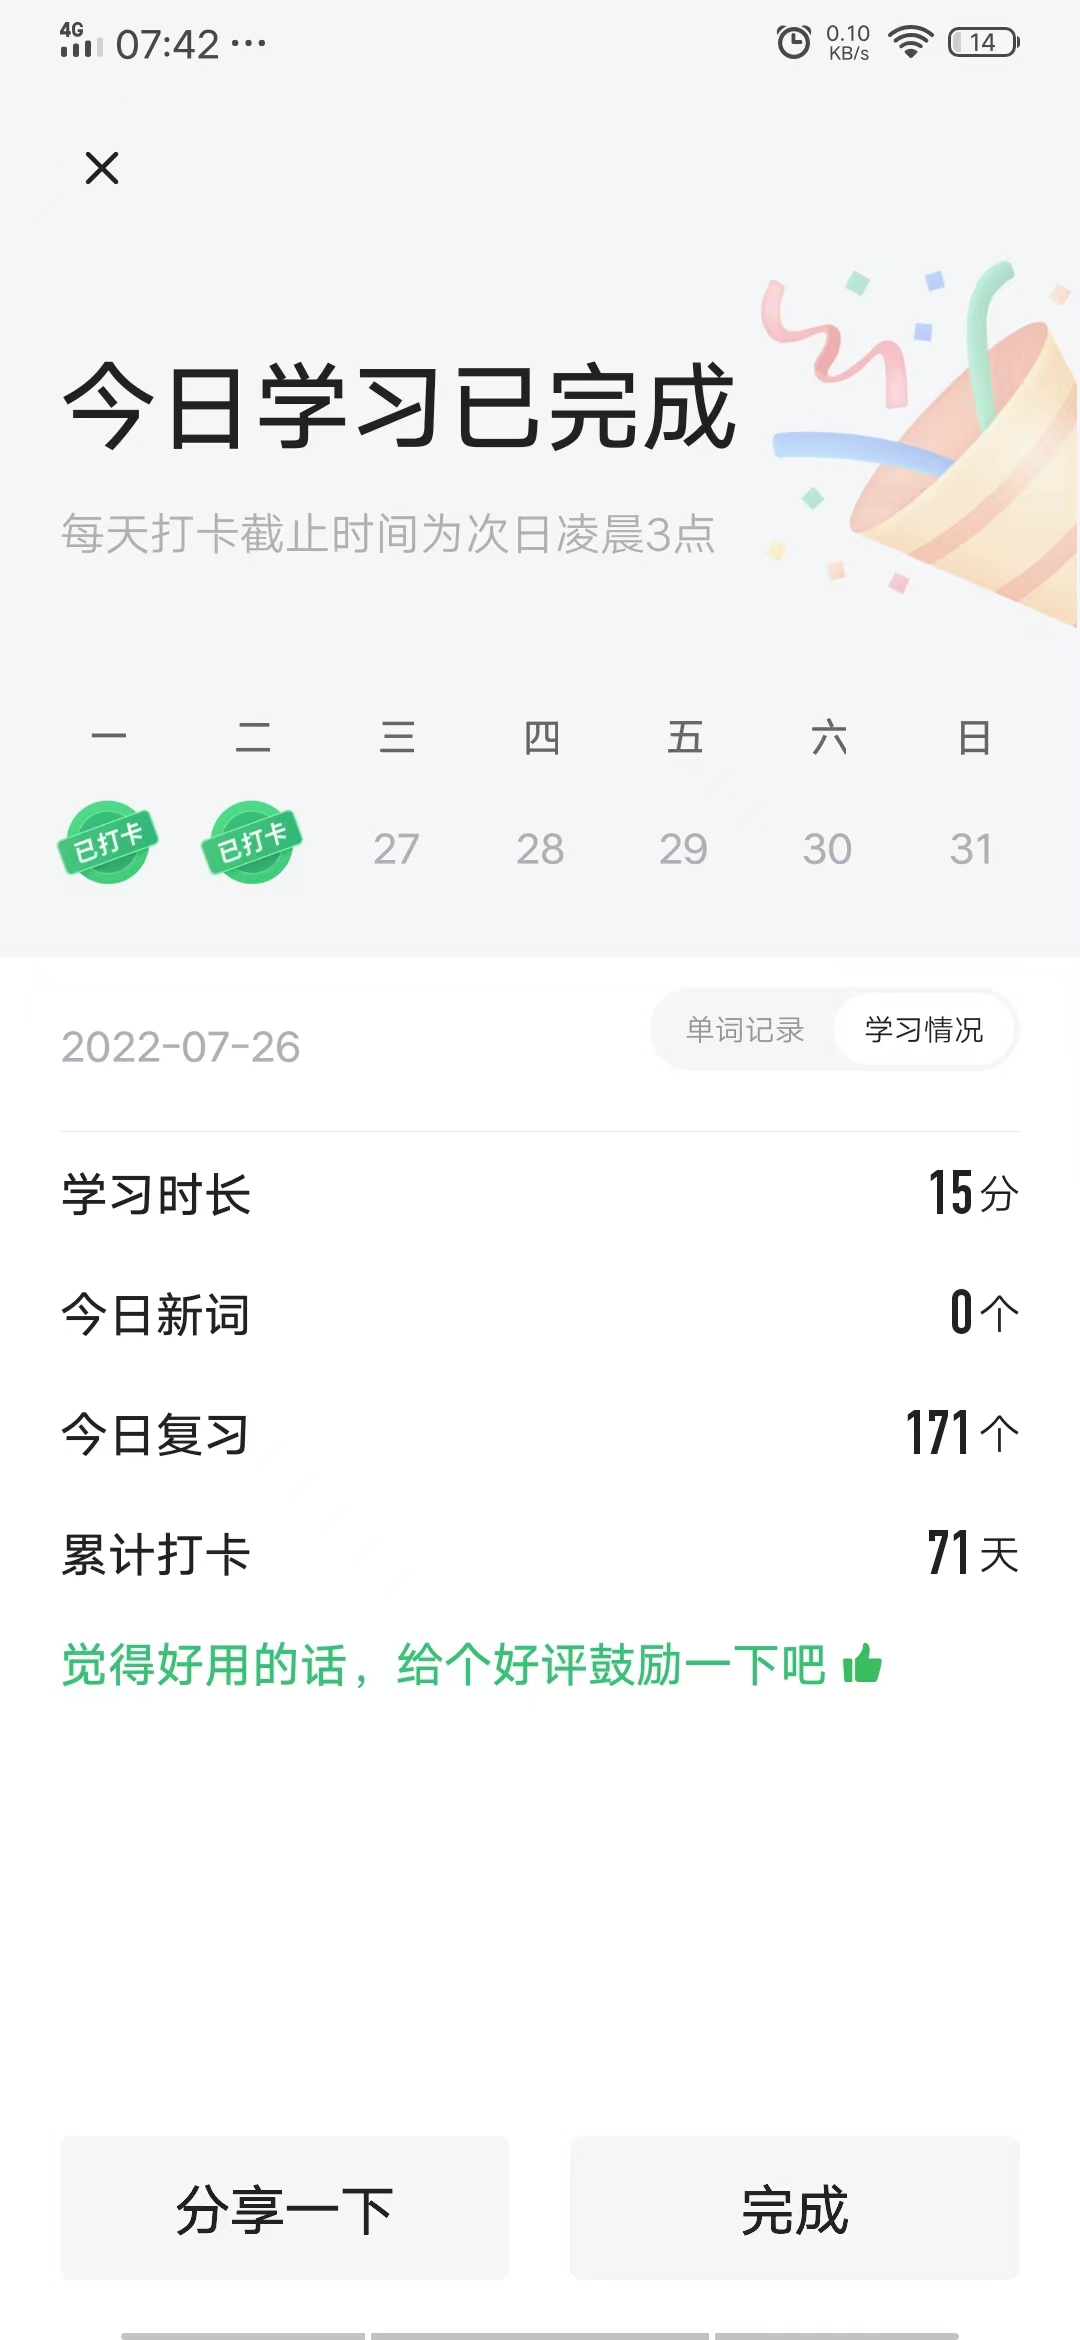 4G 07:42 ··· 0.10 KB/s 14
今日学习已完成
每天打卡截止时间为次日凌晨3点
一 二 三 四 五 六 日
已打卡 已打卡 27 28 29 30 31
2022-07-26 单词记录 学习情况
学习时长 15分
今日新词 0个
今日复习 171个
累计打卡 71天
觉得好用的话，给个好评鼓励一下吧
分享一下 完成